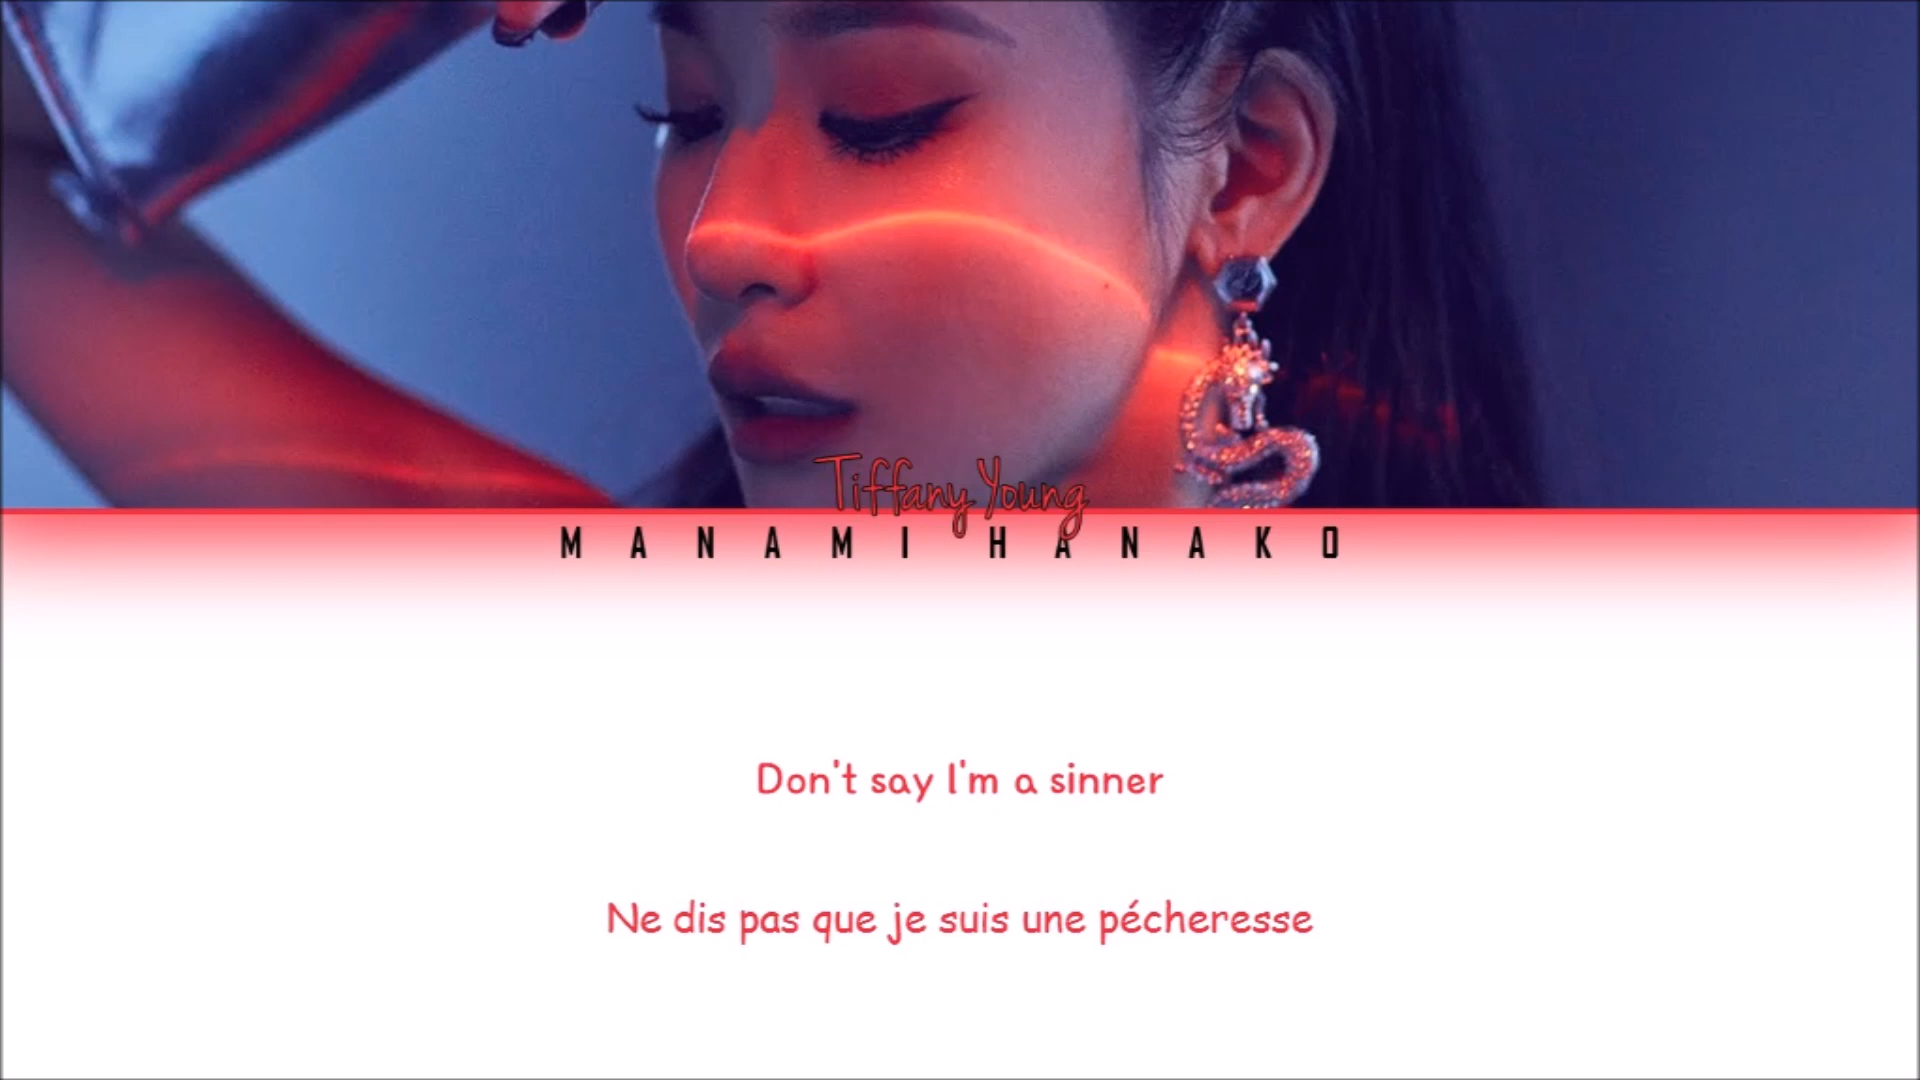 Tiffany Young
MANAMI HANAKO
Don't say I'm a sinner
Ne dis pas que je suis une pécheresse